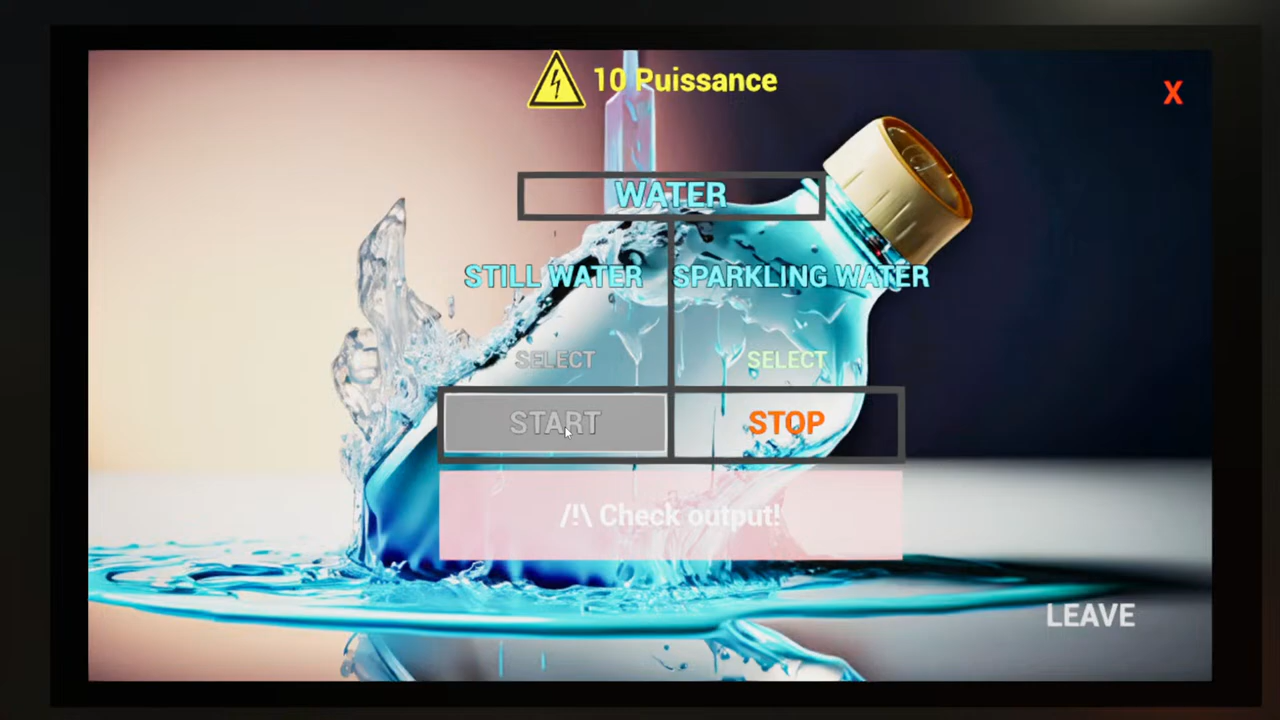 10 Puissance
X
WATER
STILL WATER
SPARKLING WATER
SELECT
SELECT
START
STOP
/!\ Check output!
LEAVE